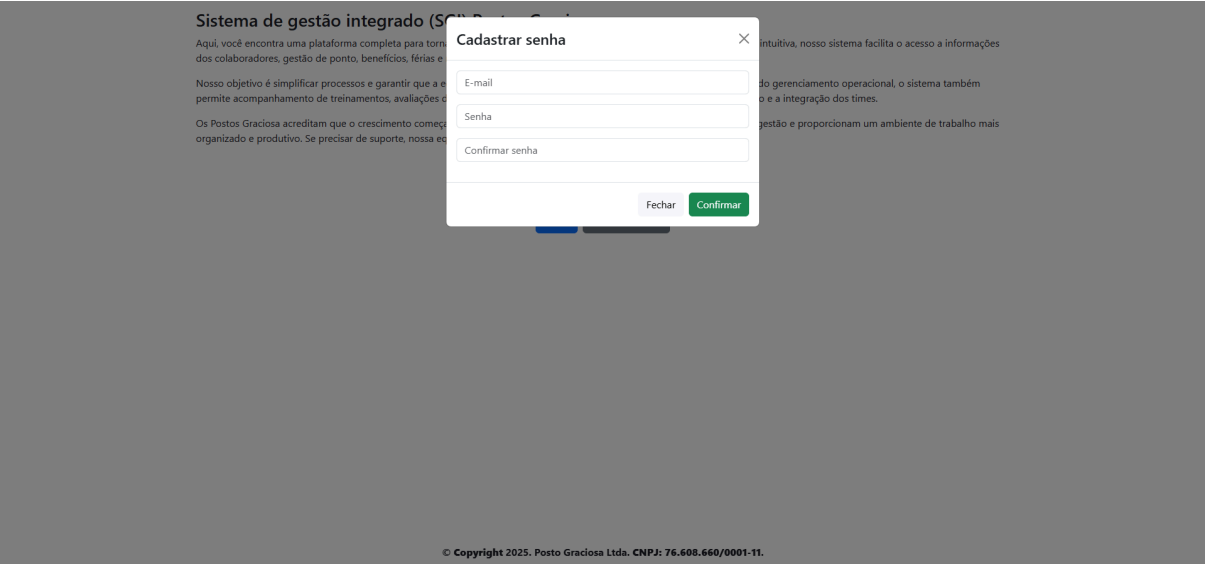 Sistema de gestão integrado (SGI)
Aqui, você encontra uma plataforma completa para intuitiva, nosso sistema facilita o acesso a informações
dos colaboradores, gestão de ponto, benefícios, férias e
Nosso objetivo é simplificar processos e garantir que a do gerenciamento operacional, o sistema também
permite acompanhamento de treinamentos, avaliações o e a integração dos times.
Os Postos Graciosa acreditam que o crescimento começa gestão e proporcionam um ambiente de trabalho mais
organizado e produtivo. Se precisar de suporte, nossa
Cadastrar senha
E-mail
Senha
Confirmar senha
Fechar
Confirmar
© Copyright 2025. Posto Graciosa Ltda. CNPJ: 76.608.660/0001-11.